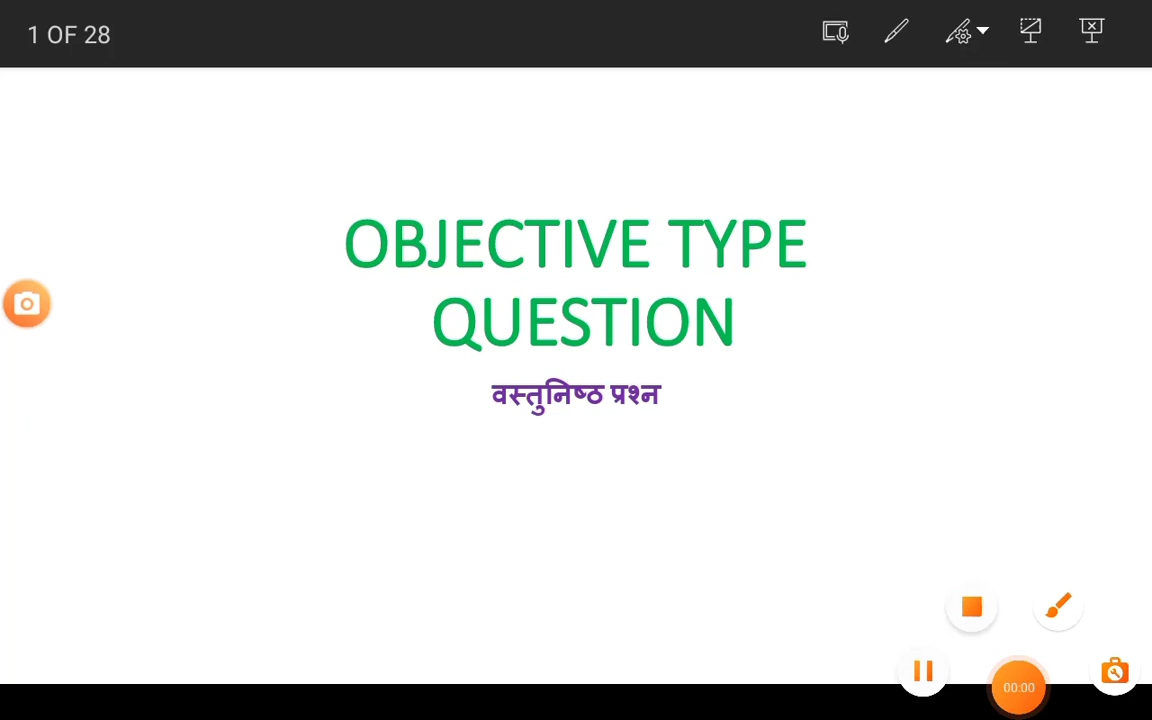 1 OF 28
OBJECTIVE TYPE
QUESTION
वस्तुनिष्ठ प्रश्न
00:00